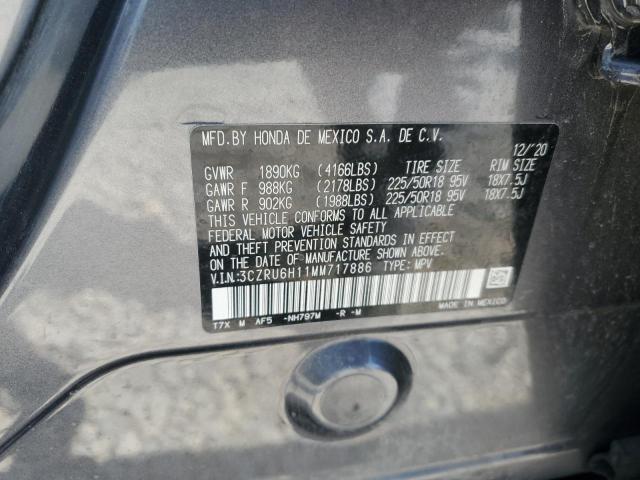 MFD. BY HONDA DE MEXICO S.A. DE C.V.
12/'20
GVWR 1890KG (4166LBS) TIRE SIZE RIM SIZE
GAWR F 988KG (2178LBS) 225/50R18 95V 18X7.5J
GAWR R 902KG (1988LBS) 225/50R18 95V 18X7.5J
THIS VEHICLE CONFORMS TO ALL APPLICABLE
FEDERAL MOTOR VEHICLE SAFETY
AND THEFT PREVENTION STANDARDS IN EFFECT
ON THE DATE OF MANUFACTURE SHOWN ABOVE.
V.I.N:3CZRU6H11MM717886 TYPE: MPV
MADE IN MEXICO
T7X M AF5 -NH797M -R -M